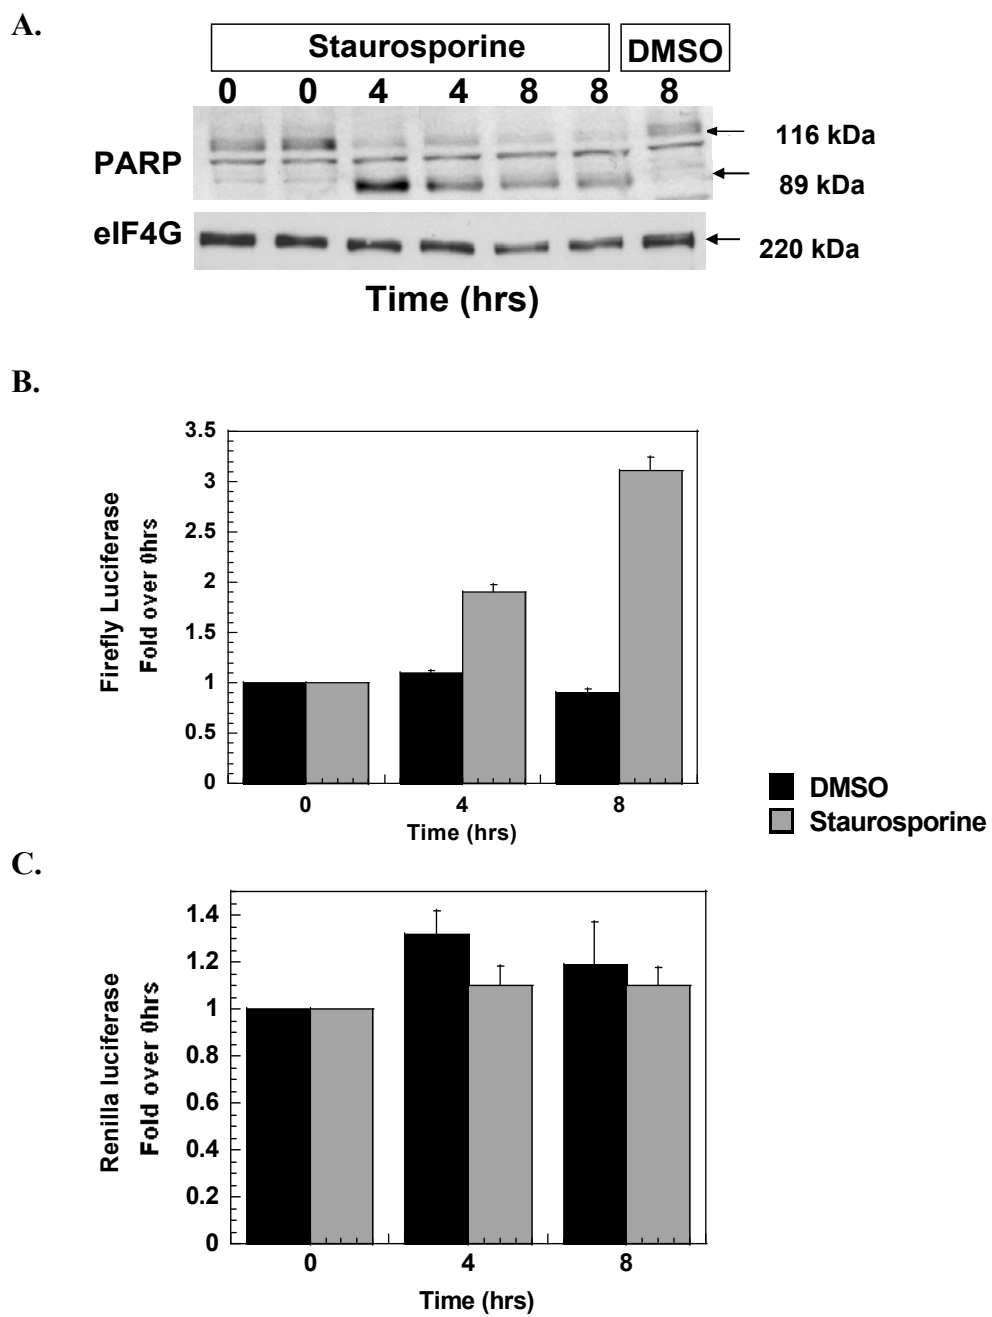 A.
Staurosporine DMSO
0 0 4 4 8 8 8
116 kDa
PARP
89 kDa
eIF4G
220 kDa
Time (hrs)
B.
Firefly Luciferase
Fold over 0hrs
3.5
3
2.5
2
1.5
1
0.5
0
0 4 8
Time (hrs)
DMSO
Staurosporine
C.
Renilla luciferase
Fold over 0hrs
1.4
1.2
1
0.8
0.6
0.4
0.2
0
0 4 8
Time (hrs)